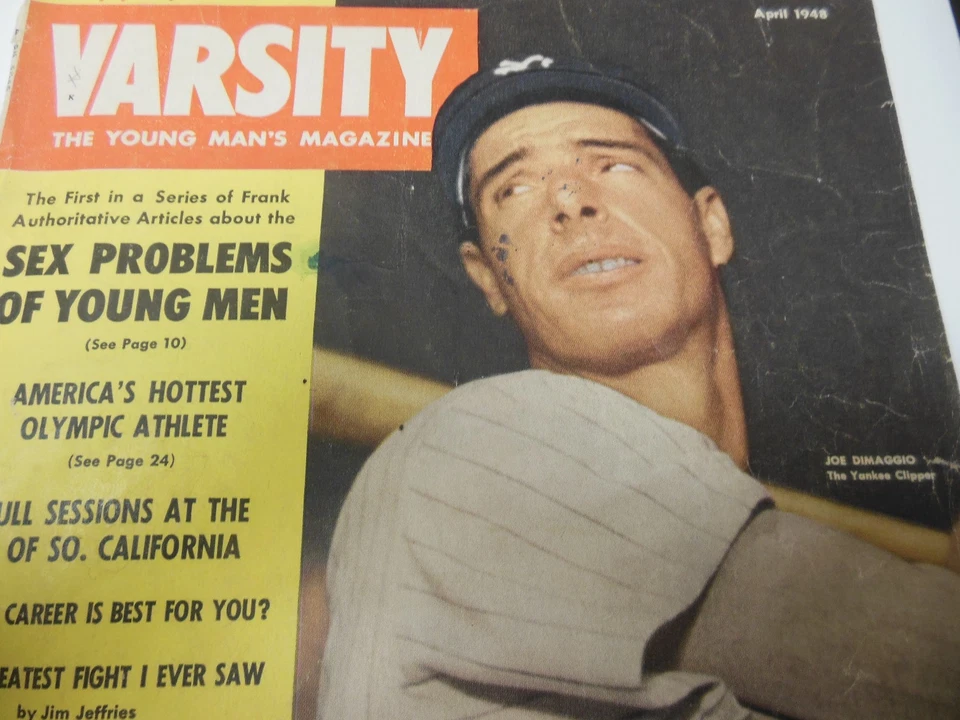 VARSITY
THE YOUNG MAN'S MAGAZINE
April 1948
The First in a Series of Frank
Authoritative Articles about the
SEX PROBLEMS
OF YOUNG MEN
(See Page 10)
AMERICA'S HOTTEST
OLYMPIC ATHLETE
(See Page 24)
ULL SESSIONS AT THE
OF SO. CALIFORNIA
CAREER IS BEST FOR YOU?
EATEST FIGHT I EVER SAW
by Jim Jeffries
JOE DIMAGGIO
The Yankee Clipper